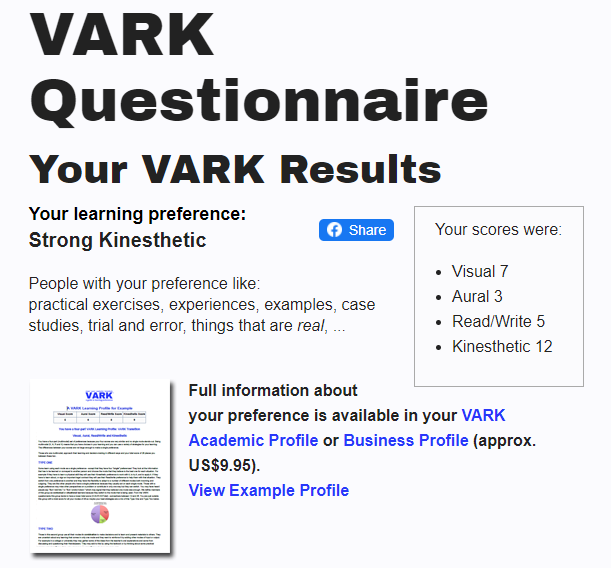 VARK
Questionnaire
Your VARK Results
Your learning preference:
Strong Kinesthetic
Share
People with your preference like:
practical exercises, experiences, examples, case
studies, trial and error, things that are real, ...
Your scores were:
• Visual 7
• Aural 3
• Read/Write 5
• Kinesthetic 12
VARK
Full information about
your preference is available in your VARK
Academic Profile or Business Profile (approx.
US$9.95).
View Example Profile